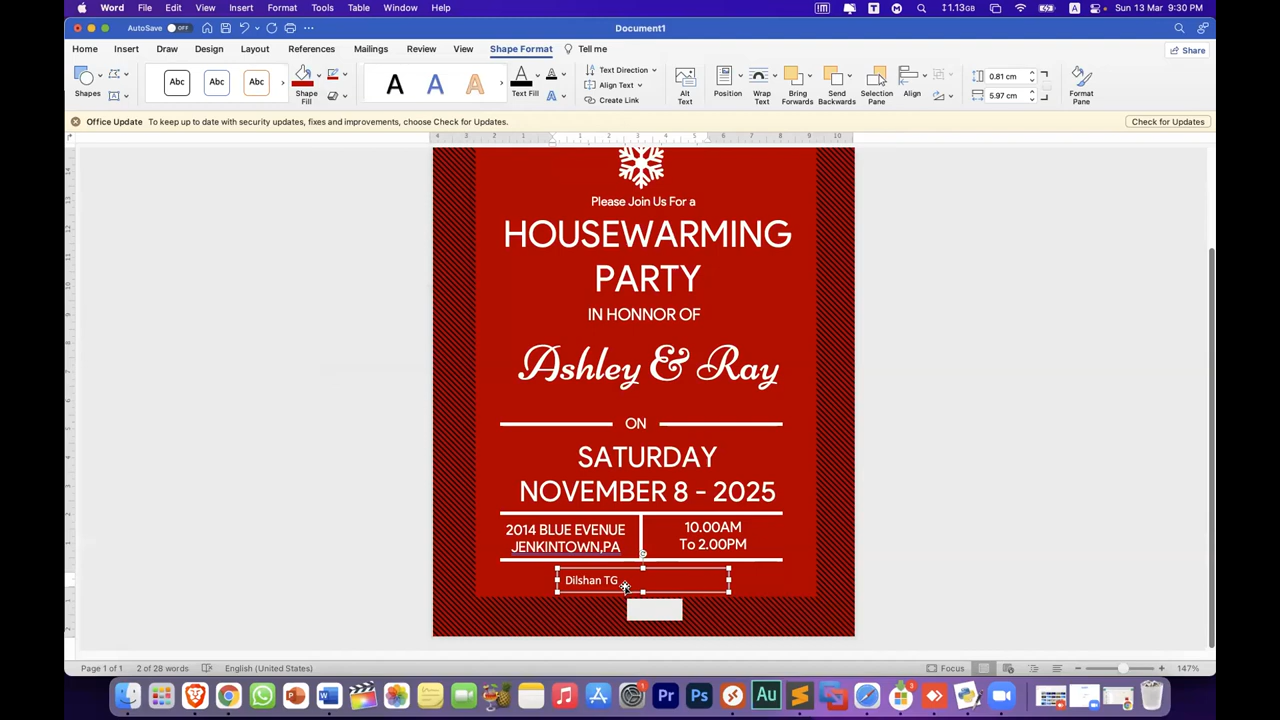 Word File Edit View Insert Format Tools Table Window Help 11.13GB A Sun 13 Mar 9:30 PM
AutoSave OFF Document1
Home Insert Draw Design Layout References Mailings Review View Shape Format Tell me Share
Shapes Abc Abc Abc Shape Fill A A A Text Fill Text Direction Align Text Create Link Alt Text Position Wrap Text Bring Forwards Send Backwards Selection Pane Align 0.81 cm 5.97 cm Format Pane
Office Update To keep up to date with security updates, fixes and improvements, choose Check for Updates. Check for Updates
Please Join Us For a
HOUSEWARMING
PARTY
IN HONNOR OF
Ashley & Ray
ON
SATURDAY
NOVEMBER 8 - 2025
2014 BLUE EVENUE
JENKINTOWN,PA
10.00AM
To 2.00PM
Dilshan TG
Page 1 of 1 2 of 28 words English (United States) Focus 147%